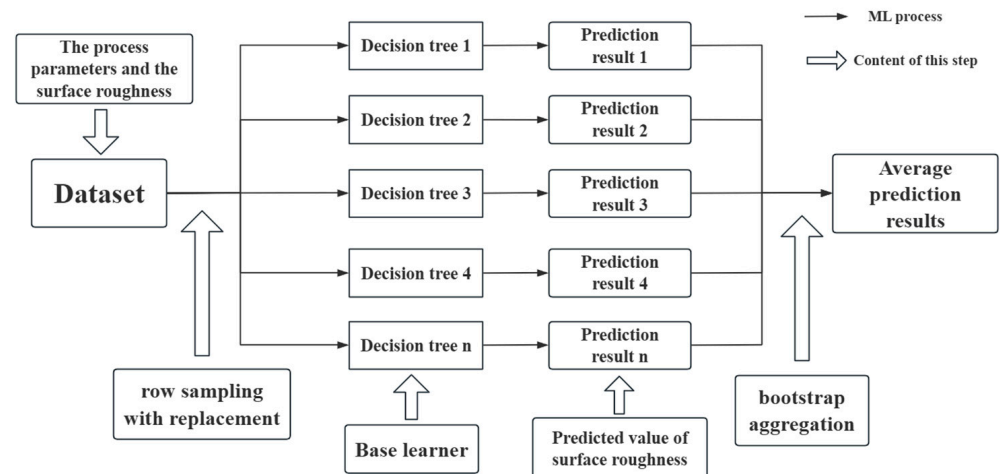 The process
parameters and the
surface roughness
Dataset
row sampling
with replacement
Decision tree 1
Decision tree 2
Decision tree 3
Decision tree 4
Decision tree n
Base learner
Prediction
result 1
Prediction
result 2
Prediction
result 3
Prediction
result 4
Prediction
result n
Predicted value of
surface roughness
ML process
Content of this step
Average
prediction
results
bootstrap
aggregation